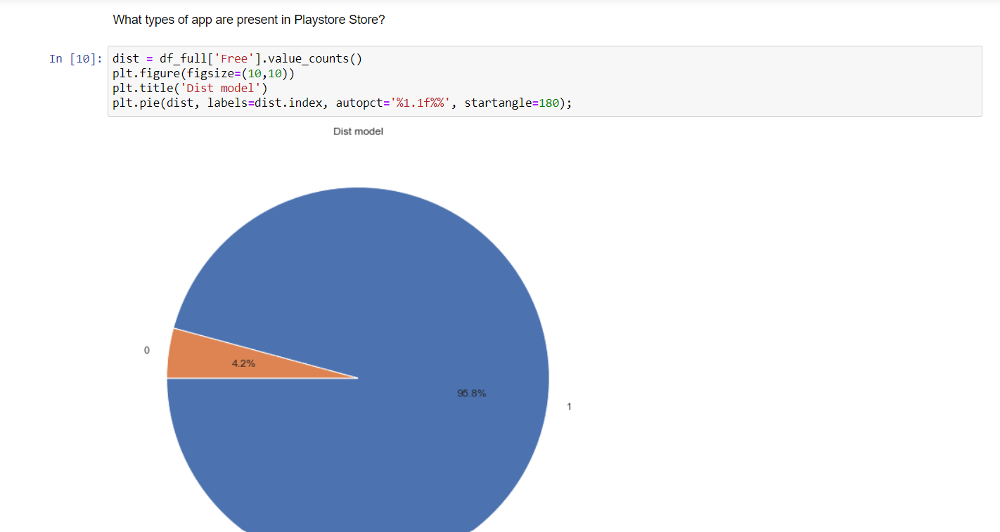 What types of app are present in Playstore Store?
In [10]: dist = df_full['Free'].value_counts()
plt.figure(figsize=(10,10))
plt.title('Dist model')
plt.pie(dist, labels=dist.index, autopct='%1.1f%%', startangle=180);
Dist model
0
4.2%
95.8%
1